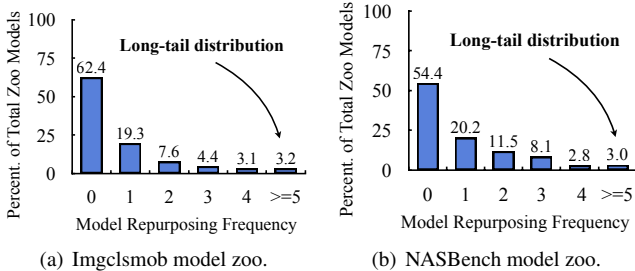 Percent. of Total Zoo Models
100
75
50
25
0
Long-tail distribution
62.4
19.3
7.6
4.4
3.1
3.2
0 1 2 3 4 >=5
Model Repurposing Frequency
(a) Imgclsmob model zoo.
Percent. of Total Zoo Models
100
75
50
25
0
Long-tail distribution
54.4
20.2
11.5
8.1
2.8
3.0
0 1 2 3 4 >=5
Model Repurposing Frequency
(b) NASBench model zoo.